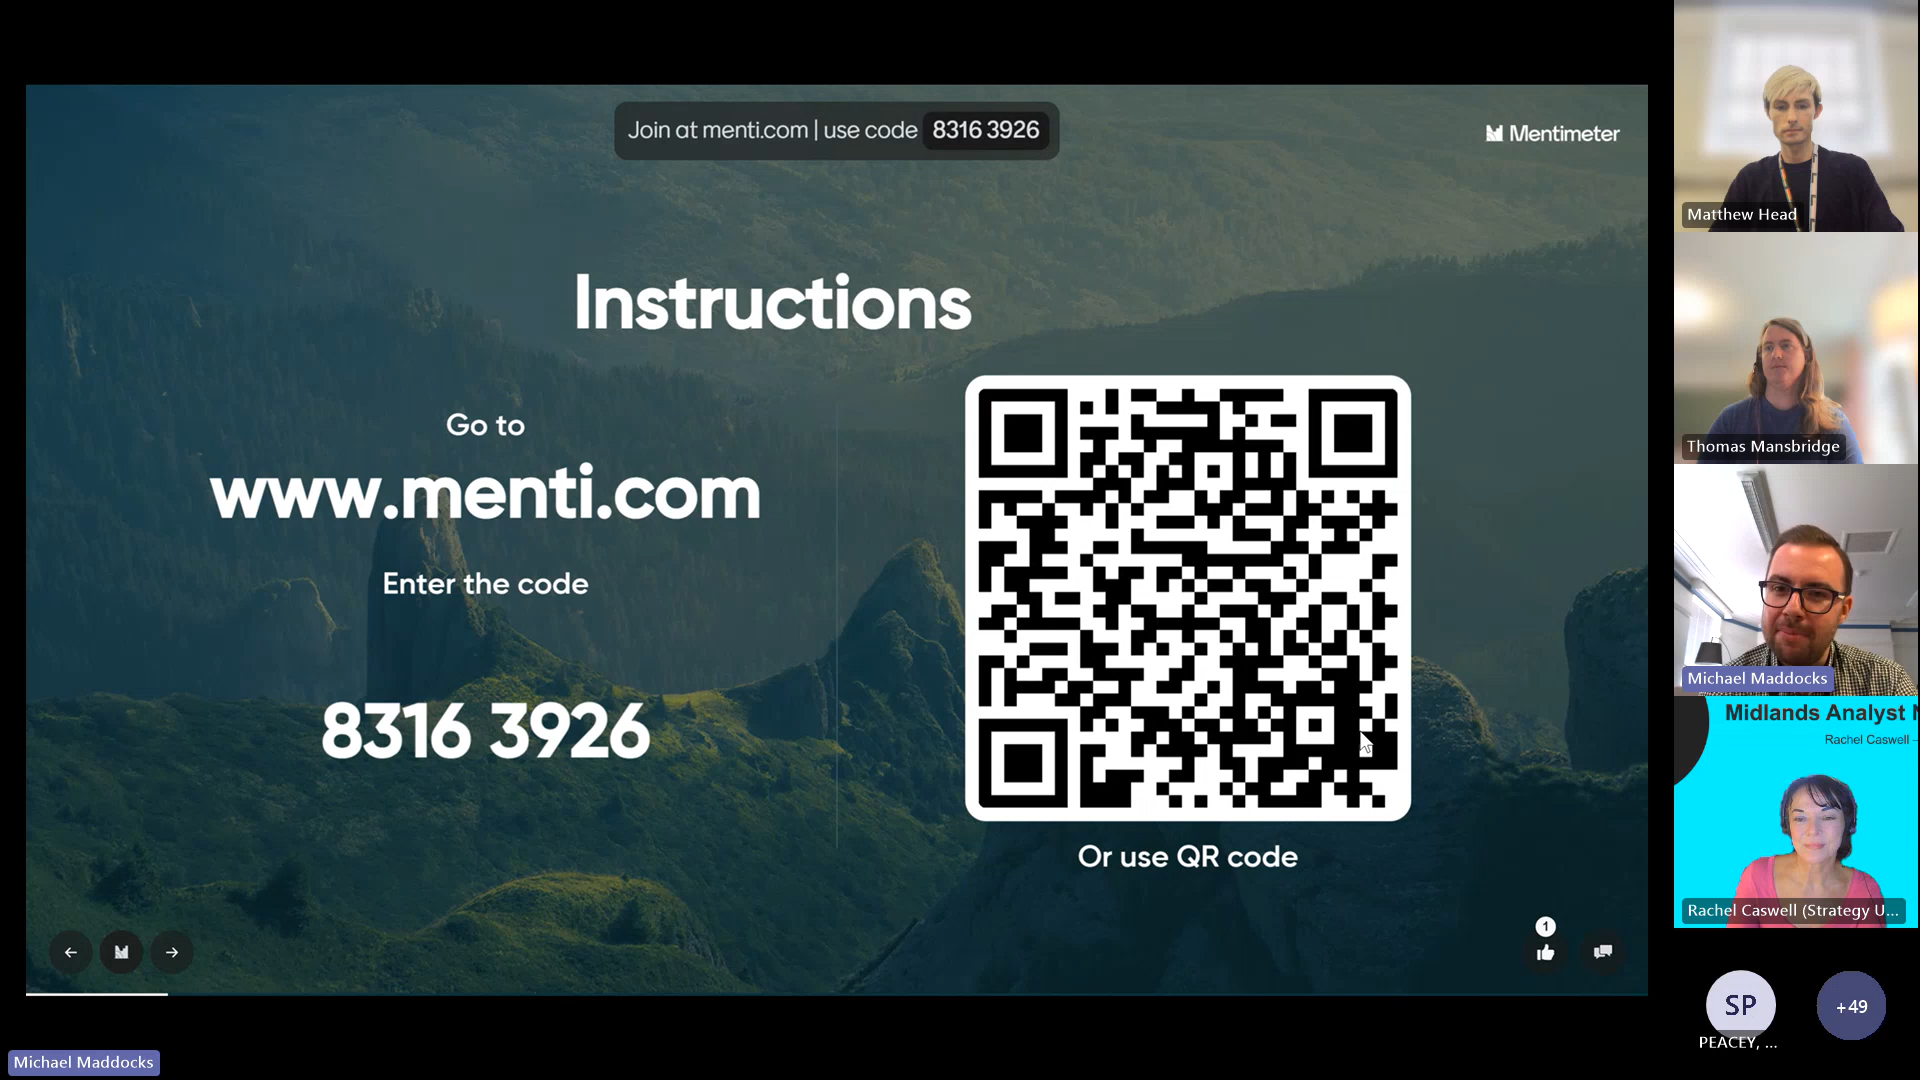 Join at menti.com | use code 8316 3926
Mentimeter
Instructions
Go to
www.menti.com
Enter the code
8316 3926
Or use QR code
1
Matthew Head
Thomas Mansbridge
Michael Maddocks
Midlands Analyst N
Rachel Caswell –
Rachel Caswell (Strategy U...
SP
+49
PEACEY, ...
Michael Maddocks